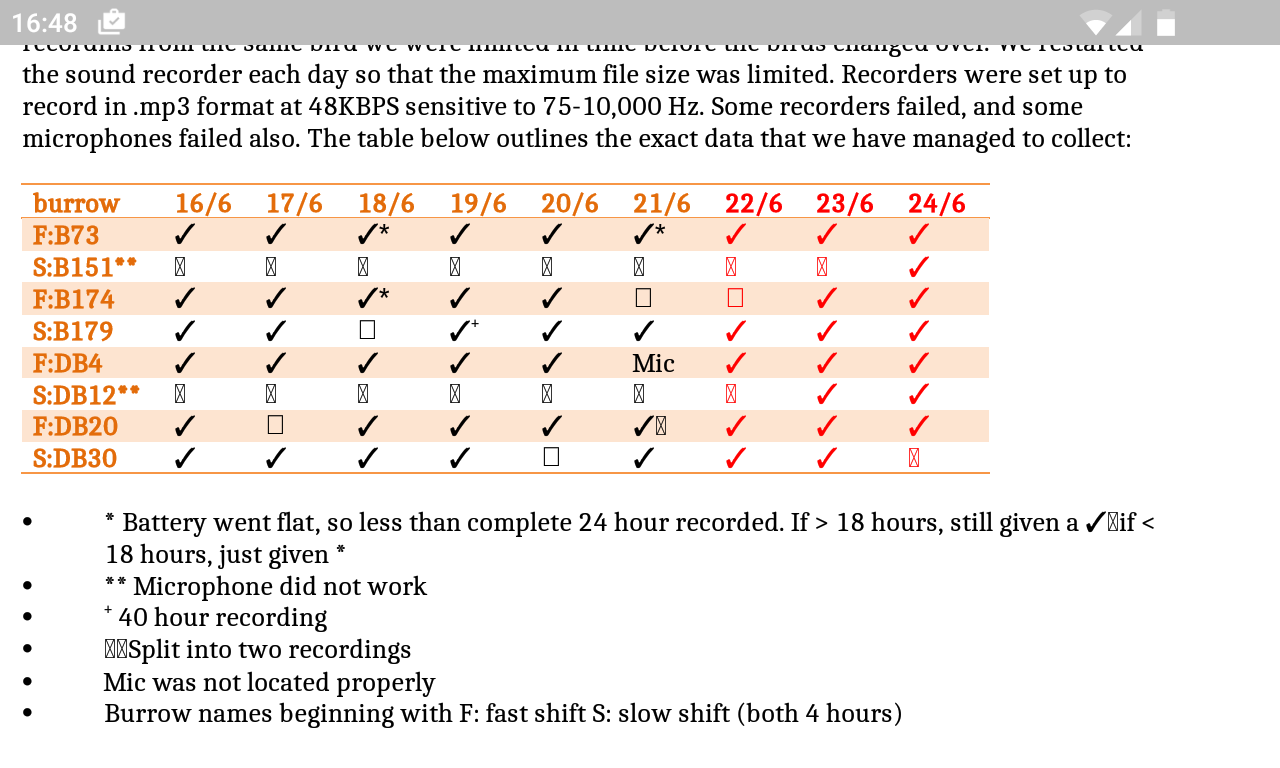 16:48
the sound recorder each day so that the maximum file size was limited. Recorders were set up to
record in .mp3 format at 48KBPS sensitive to 75-10,000 Hz. Some recorders failed, and some
microphones failed also. The table below outlines the exact data that we have managed to collect:
burrow 16/6 17/6 18/6 19/6 20/6 21/6 22/6 23/6 24/6
F:B73 ✓ ✓ ✓* ✓ ✓ ✓* ✓ ✓ ✓
S:B151** ✓
F:B174 ✓ ✓ ✓* ✓ ✓ □ □ ✓ ✓
S:B179 ✓ ✓ □ ✓⁺ ✓ ✓ ✓ ✓ ✓
F:DB4 ✓ ✓ ✓ ✓ ✓ Mic ✓ ✓ ✓
S:DB12** ✓ ✓
F:DB20 ✓ □ ✓ ✓ ✓ ✓ ✓ ✓ ✓
S:DB30 ✓ ✓ ✓ ✓ □ ✓ ✓ ✓
• * Battery went flat, so less than complete 24 hour recorded. If > 18 hours, still given a ✓ if <
18 hours, just given *
• ** Microphone did not work
• ⁺ 40 hour recording
• Split into two recordings
• Mic was not located properly
• Burrow names beginning with F: fast shift S: slow shift (both 4 hours)